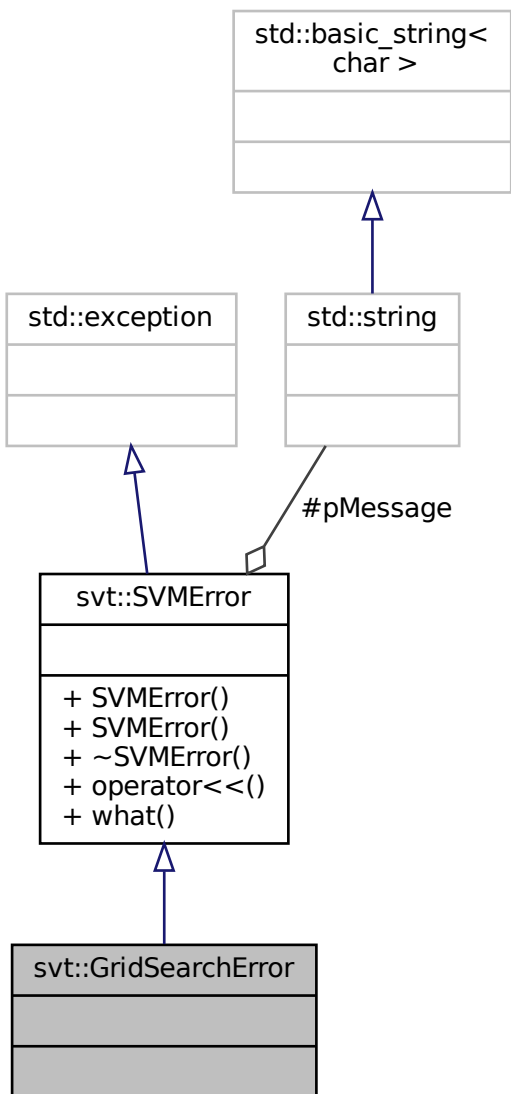 std::basic_string<
char >
std::exception
std::string
#pMessage
svt::SVMError
+ SVMError()
+ SVMError()
+ ~SVMError()
+ operator<<()
+ what()
svt::GridSearchError